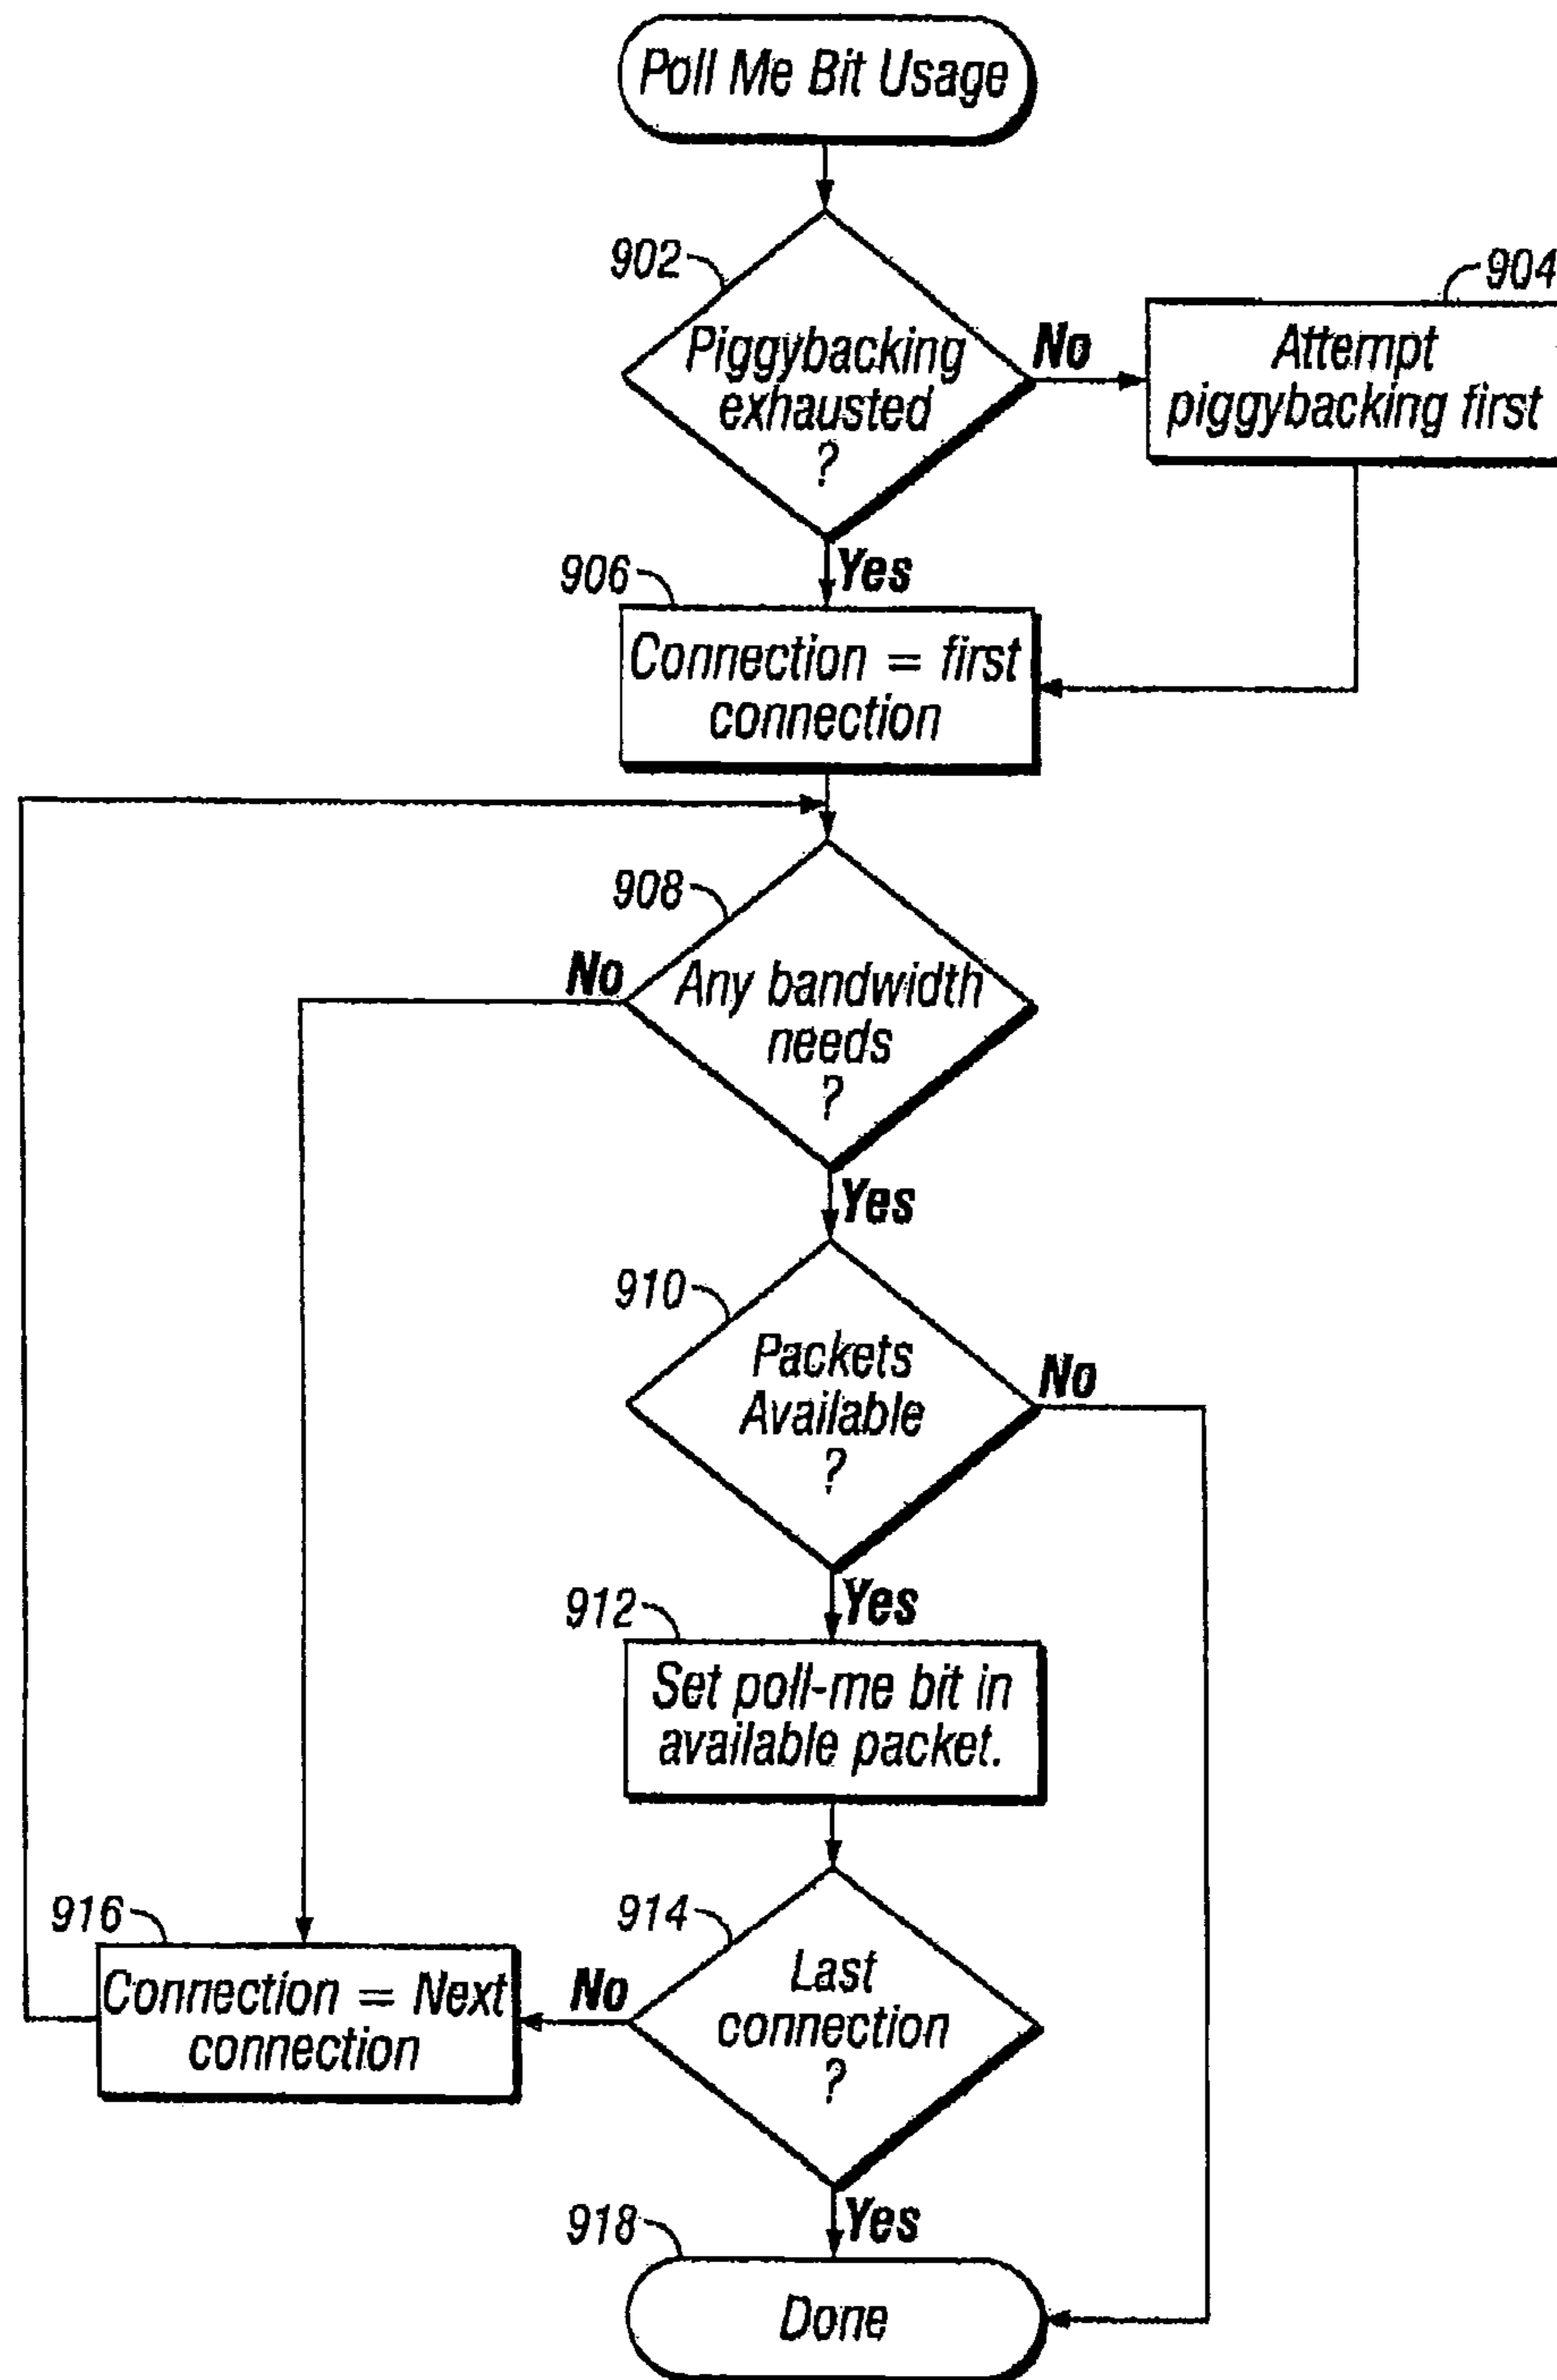 Poll Me Bit Usage
902
904
Piggybacking
exhausted
?
No
Attempt
piggybacking first
Yes
906
Connection = first
connection
908
No
Any bandwidth
needs
?
Yes
910
Packets
Available
?
No
Yes
912
Set poll-me bit in
available packet.
916
914
Connection = Next
connection
No
Last
connection
?
Yes
918
Done